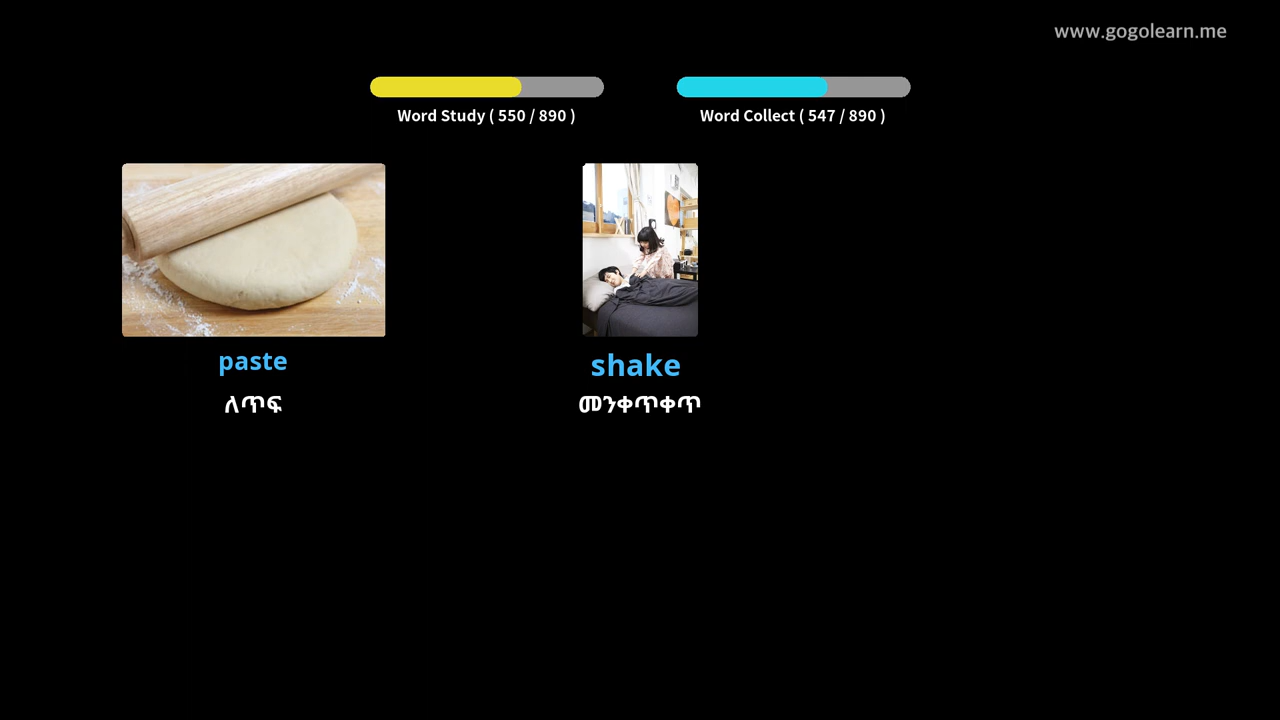 www.gogolearn.me
Word Study ( 550 / 890 )
Word Collect ( 547 / 890 )
paste
shake
ለጥፍ
መንቀጥቀጥ